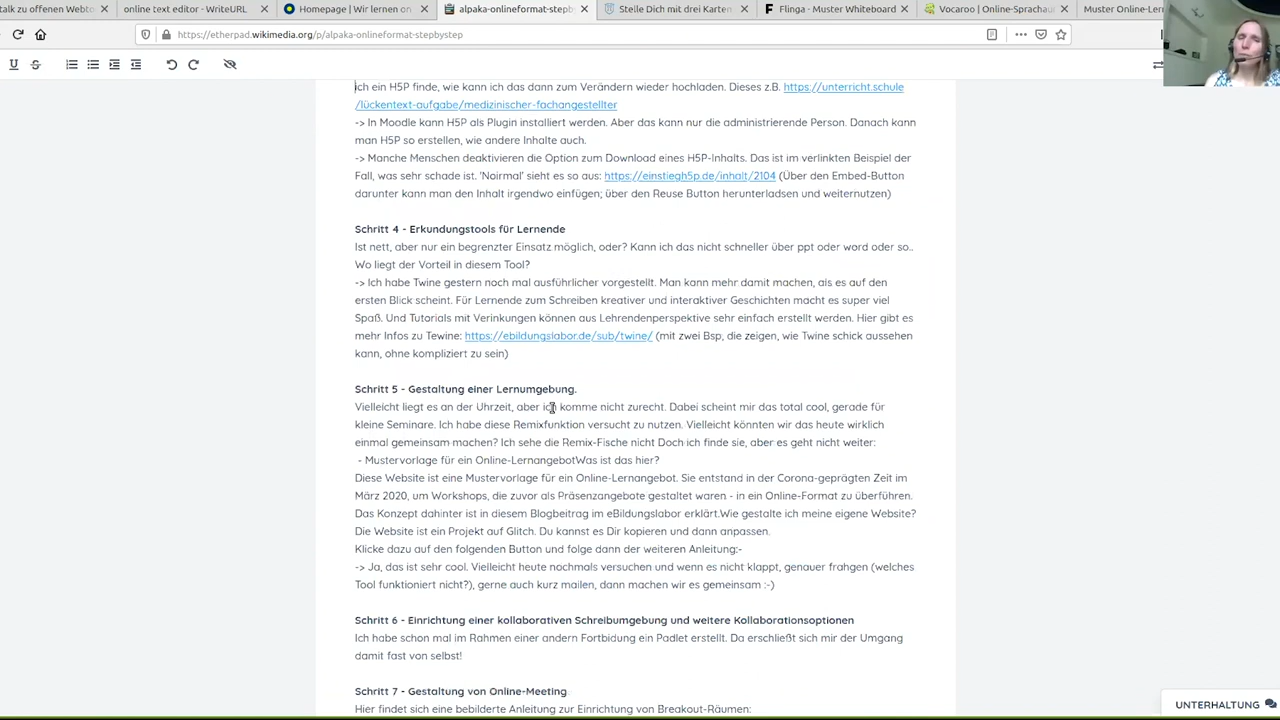 talk zu offenen Webto
online text editor - WriteURL
Homepage | Wir lernen on
alpaka-onlineformat-stepb
Steile Dich mit drei Karten
Flinga - Muster Whiteboard
Vocaroo | Online-Sprachau
Muster Online-Ler
https://etherpad.wikimedia.org/p/alpaka-onlineformat-stepbystep
ich ein H5P finde, wie kann ich das dann zum Verändern wieder hochladen. Dieses z.B. https://unterricht.schule
/lückentext-aufgabe/medizinischer-fachangestellter
-> In Moodle kann H5P als Plugin installiert werden. Aber das kann nur die administrierende Person. Danach kann
man H5P so erstellen, wie andere Inhalte auch.
-> Manche Menschen deaktivieren die Option zum Download eines H5P-Inhalts. Das ist im verlinkten Beispiel der
Fall, was sehr schade ist. 'Noirmal' sieht es so aus: https://einstiegh5p.de/inhalt/2104 (Über den Embed-Button
darunter kann man den Inhalt irgendwo einfügen; über den Reuse Button herunterladsen und weiternutzen)
Schritt 4 - Erkundungstools für Lernende
Ist nett, aber nur ein begrenzter Einsatz möglich, oder? Kann ich das nicht schneller über ppt oder word oder so..
Wo liegt der Vorteil in diesem Tool?
-> Ich habe Twine gestern noch mal ausführlicher vorgestellt. Man kann mehr damit machen, als es auf den
ersten Blick scheint. Für Lernende zum Schreiben kreativer und interaktiver Geschichten macht es super viel
Spaß. Und Tutorials mit Verinkungen können aus Lehrendenperspektive sehr einfach erstellt werden. Hier gibt es
mehr Infos zu Tewine: https://ebildungslabor.de/sub/twine/ (mit zwei Bsp, die zeigen, wie Twine schick aussehen
kann, ohne kompliziert zu sein)
Schritt 5 - Gestaltung einer Lernumgebung.
Vielleicht liegt es an der Uhrzeit, aber ich komme nicht zurecht. Dabei scheint mir das total cool, gerade für
kleine Seminare. Ich habe diese Remixfunktion versucht zu nutzen. Vielleicht könnten wir das heute wirklich
einmal gemeinsam machen? Ich sehe die Remix-Fische nicht Doch ich finde sie, aber es geht nicht weiter:
- Mustervorlage für ein Online-LernangebotWas ist das hier?
Diese Website ist eine Mustervorlage für ein Online-Lernangebot. Sie entstand in der Corona-geprägten Zeit im
März 2020, um Workshops, die zuvor als Präsenzangebote gestaltet waren - in ein Online-Format zu überführen.
Das Konzept dahinter ist in diesem Blogbeitrag im eBildungslabor erklärt.Wie gestalte ich meine eigene Website?
Die Website ist ein Projekt auf Glitch. Du kannst es Dir kopieren und dann anpassen.
Klicke dazu auf den folgenden Button und folge dann der weiteren Anleitung:-
-> Ja, das ist sehr cool. Vielleicht heute nochmals versuchen und wenn es nicht klappt, genauer frahgen (welches
Tool funktioniert nicht?), gerne auch kurz mailen, dann machen wir es gemeinsam :-)
Schritt 6 - Einrichtung einer kollaborativen Schreibumgebung und weitere Kollaborationsoptionen
Ich habe schon mal im Rahmen einer andern Fortbidung ein Padlet erstellt. Da erschließt sich mir der Umgang
damit fast von selbst!
Schritt 7 - Gestaltung von Online-Meeting
Hier findet sich eine bebilderte Anleitung zur Einrichtung von Breakout-Räumen:
UNTERHALTUNG